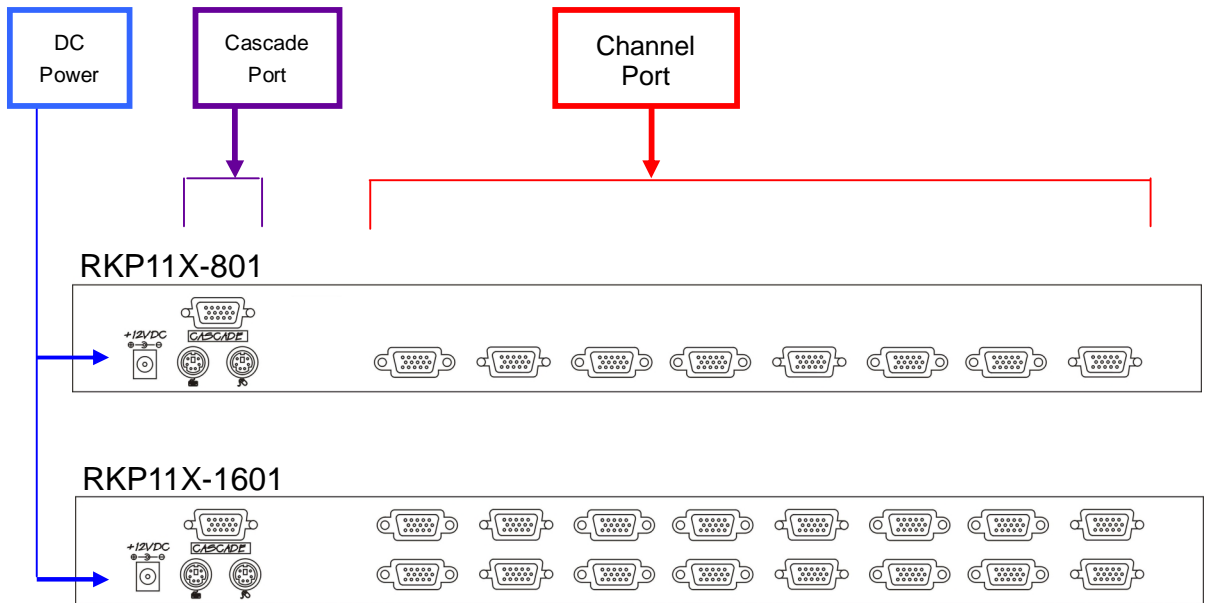 DC
Power
Cascade
Port
Channel
Port
RKP11X-801
+12VDC
CASCADE
RKP11X-1601
+12VDC
CASCADE